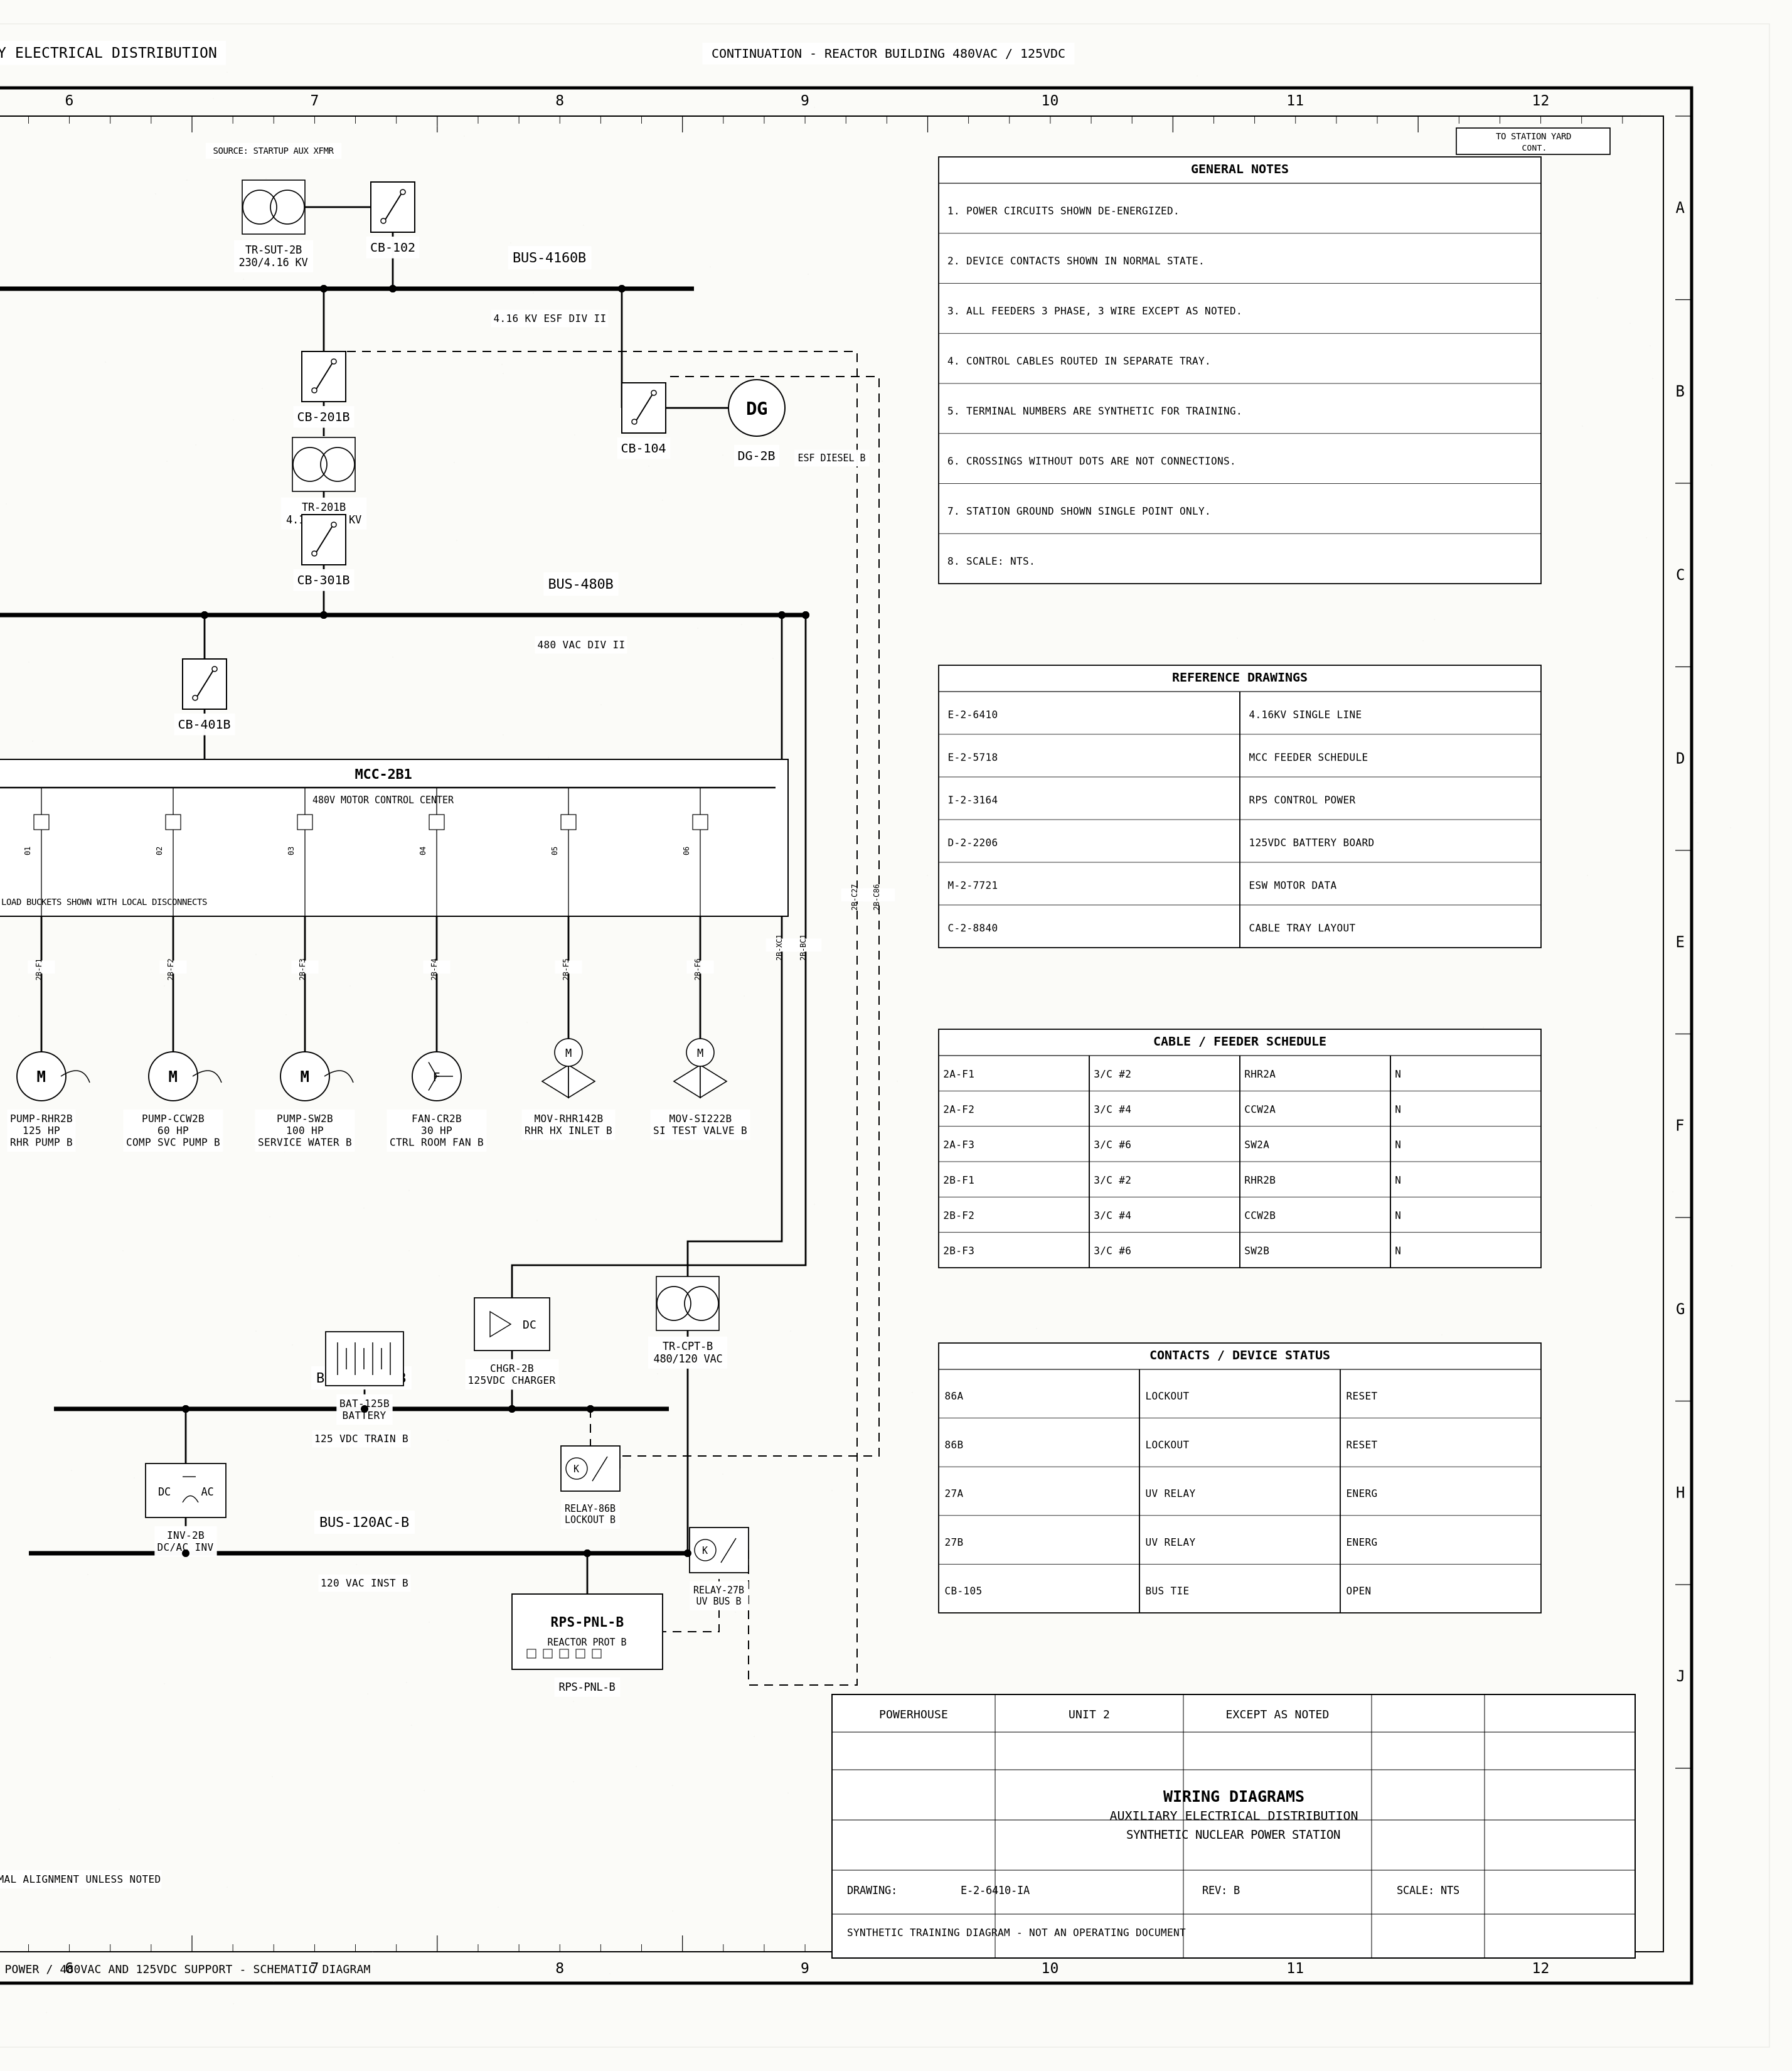 Y ELECTRICAL DISTRIBUTION
CONTINUATION - REACTOR BUILDING 480VAC / 125VDC
6 7 8 9 10 11 12
TO STATION YARD
CONT.
SOURCE: STARTUP AUX XFMR
TR-SUT-2B
230/4.16 KV
CB-102
BUS-4160B
4.16 KV ESF DIV II
CB-201B
CB-104
DG
DG-2B
ESF DIESEL B
TR-201B
KV
CB-301B
BUS-480B
480 VAC DIV II
CB-401B
MCC-2B1
480V MOTOR CONTROL CENTER
01
02
03
04
05
06
LOAD BUCKETS SHOWN WITH LOCAL DISCONNECTS
2B-C27
2B-C86
2B-XC1
2B-BC1
2B-F1
2B-F2
2B-F3
2B-F4
2B-F5
2B-F6
M
M
M
F
M
M
PUMP-RHR2B
125 HP
RHR PUMP B
PUMP-CCW2B
60 HP
COMP SVC PUMP B
PUMP-SW2B
100 HP
SERVICE WATER B
FAN-CR2B
30 HP
CTRL ROOM FAN B
MOV-RHR142B
RHR HX INLET B
MOV-SI222B
SI TEST VALVE B
DC
CHGR-2B
125VDC CHARGER
TR-CPT-B
480/120 VAC
BAT-125B
BATTERY
125 VDC TRAIN B
K
RELAY-86B
LOCKOUT B
DC AC
INV-2B
DC/AC INV
BUS-120AC-B
120 VAC INST B
K
RELAY-27B
UV BUS B
RPS-PNL-B
REACTOR PROT B
RPS-PNL-B
GENERAL NOTES
1. POWER CIRCUITS SHOWN DE-ENERGIZED.
2. DEVICE CONTACTS SHOWN IN NORMAL STATE.
3. ALL FEEDERS 3 PHASE, 3 WIRE EXCEPT AS NOTED.
4. CONTROL CABLES ROUTED IN SEPARATE TRAY.
5. TERMINAL NUMBERS ARE SYNTHETIC FOR TRAINING.
6. CROSSINGS WITHOUT DOTS ARE NOT CONNECTIONS.
7. STATION GROUND SHOWN SINGLE POINT ONLY.
8. SCALE: NTS.
REFERENCE DRAWINGS
E-2-6410 4.16KV SINGLE LINE
E-2-5718 MCC FEEDER SCHEDULE
I-2-3164 RPS CONTROL POWER
D-2-2206 125VDC BATTERY BOARD
M-2-7721 ESW MOTOR DATA
C-2-8840 CABLE TRAY LAYOUT
CABLE / FEEDER SCHEDULE
2A-F1 3/C #2 RHR2A N
2A-F2 3/C #4 CCW2A N
2A-F3 3/C #6 SW2A N
2B-F1 3/C #2 RHR2B N
2B-F2 3/C #4 CCW2B N
2B-F3 3/C #6 SW2B N
CONTACTS / DEVICE STATUS
86A LOCKOUT RESET
86B LOCKOUT RESET
27A UV RELAY ENERG
27B UV RELAY ENERG
CB-105 BUS TIE OPEN
A
B
C
D
E
F
G
H
J
POWERHOUSE UNIT 2 EXCEPT AS NOTED
WIRING DIAGRAMS
AUXILIARY ELECTRICAL DISTRIBUTION
SYNTHETIC NUCLEAR POWER STATION
DRAWING: E-2-6410-IA REV: B SCALE: NTS
SYNTHETIC TRAINING DIAGRAM - NOT AN OPERATING DOCUMENT
MAL ALIGNMENT UNLESS NOTED
POWER / 480VAC AND 125VDC SUPPORT - SCHEMATIC DIAGRAM
6 7 8 9 10 11 12